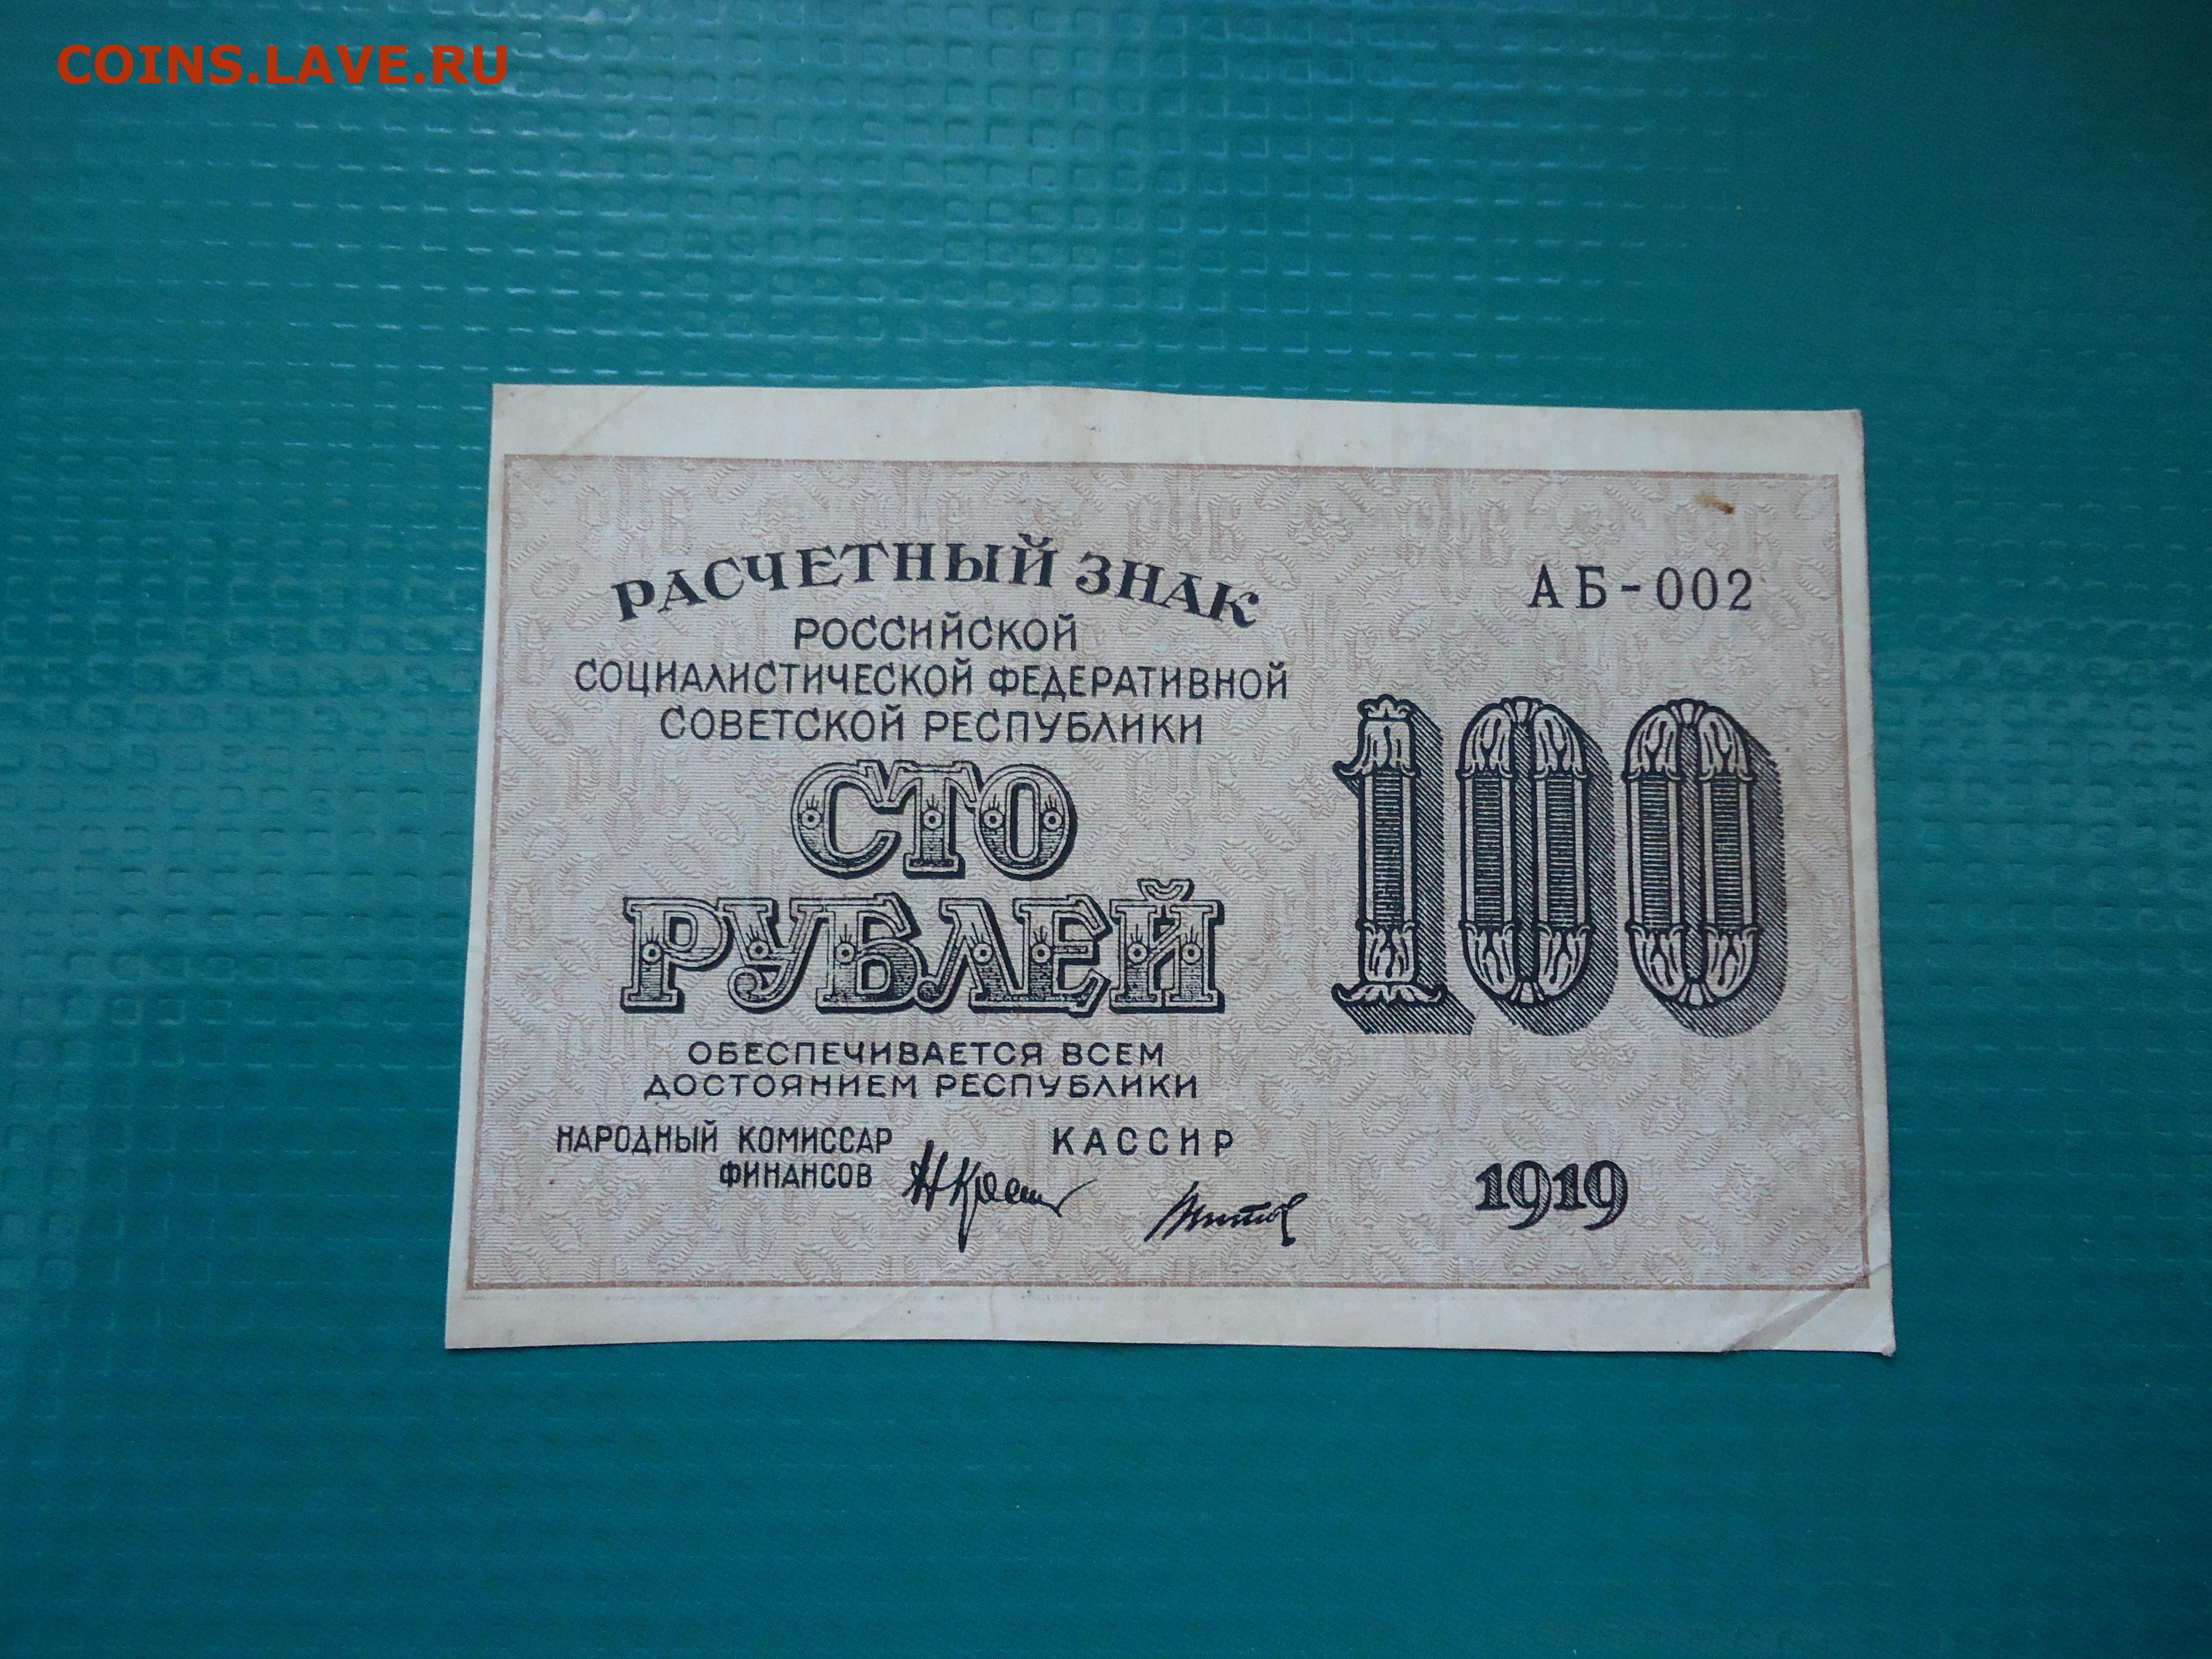 COINS.LAVE.RU
РАСЧЕТНЫЙ ЗНАК
АБ-002
РОССИЙСКОЙ
СОЦИАЛИСТИЧЕСКОЙ ФЕДЕРАТИВНОЙ
СОВЕТСКОЙ РЕСПУБЛИКИ
СТО
РУБЛЕЙ
100
ОБЕСПЕЧИВАЕТСЯ ВСЕМ
ДОСТОЯНИЕМ РЕСПУБЛИКИ
НАРОДНЫЙ КОМИССАР
ФИНАНСОВ
КАССИР
1919